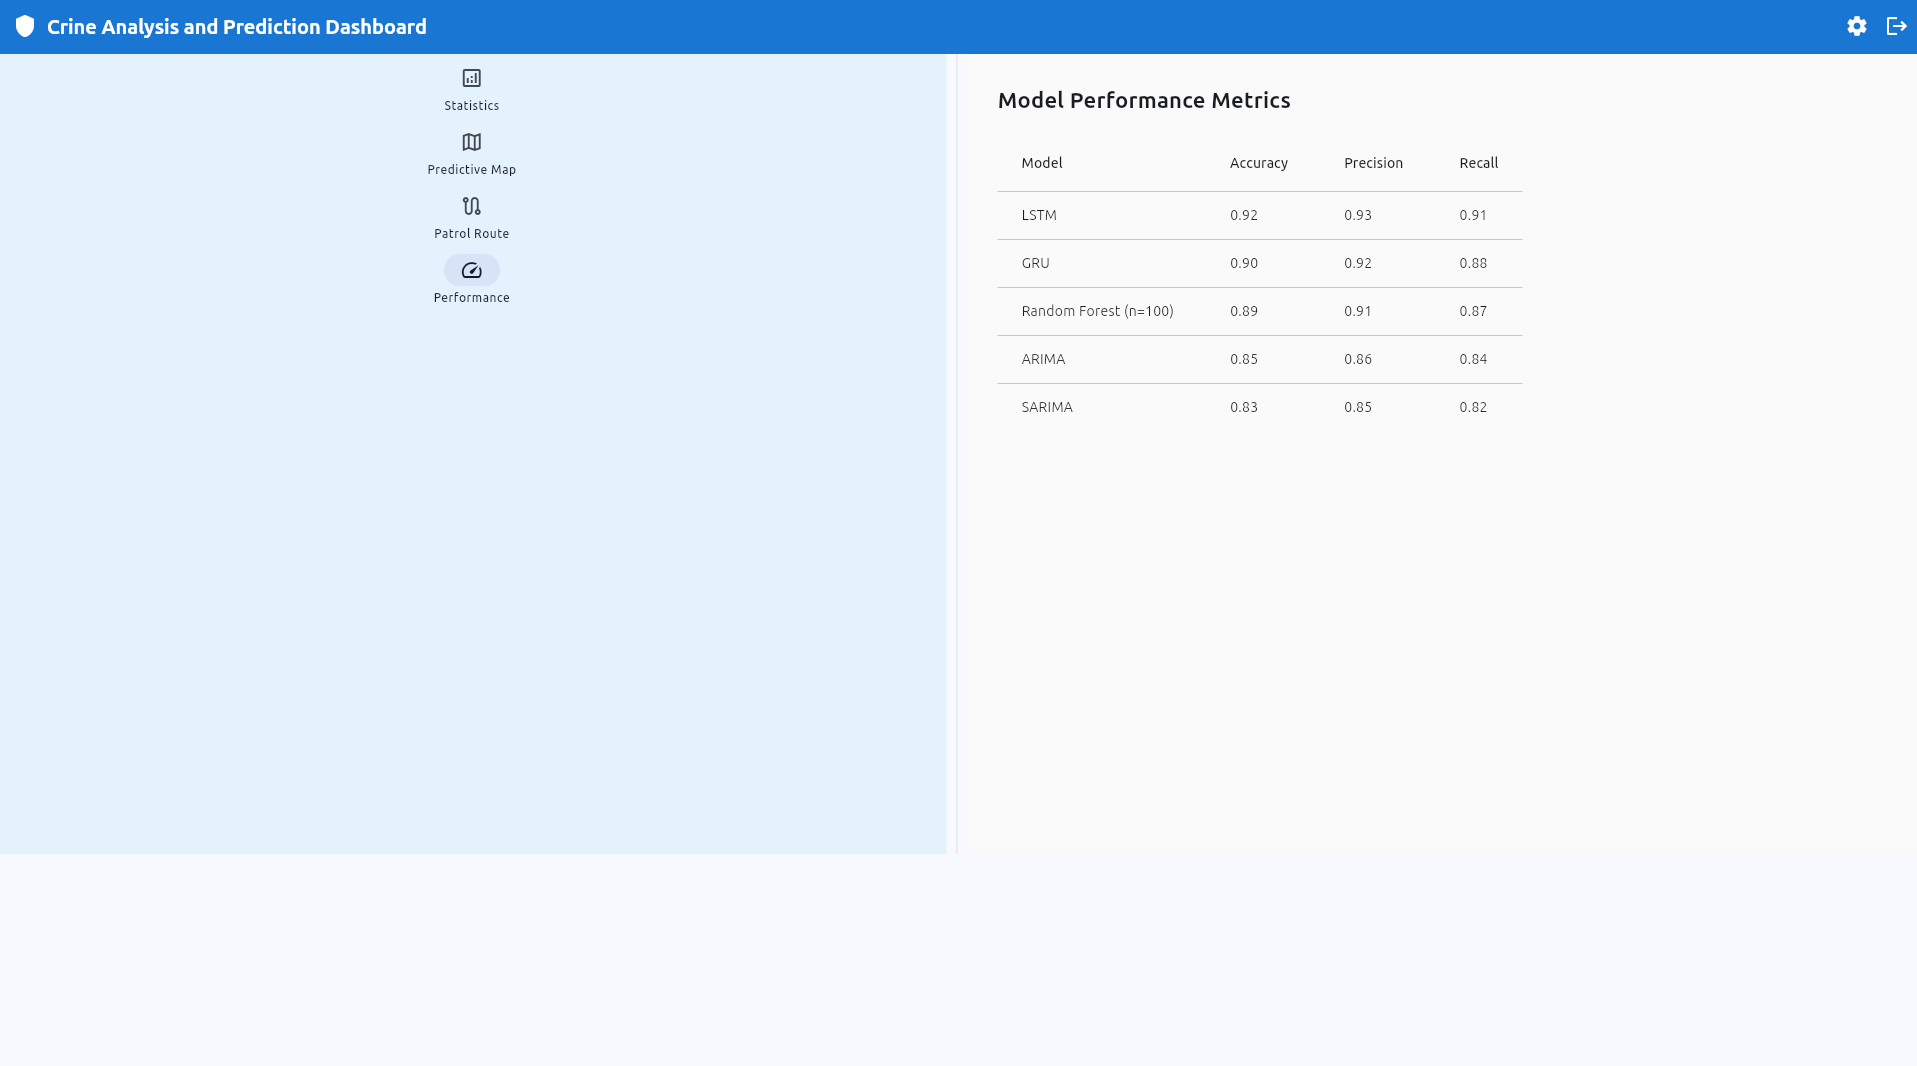 Crine Analysis and Prediction Dashboard
Statistics
Predictive Map
Patrol Route
Performance
Model Performance Metrics
Model Accuracy Precision Recall
LSTM 0.92 0.93 0.91
GRU 0.90 0.92 0.88
Random Forest (n=100) 0.89 0.91 0.87
ARIMA 0.85 0.86 0.84
SARIMA 0.83 0.85 0.82